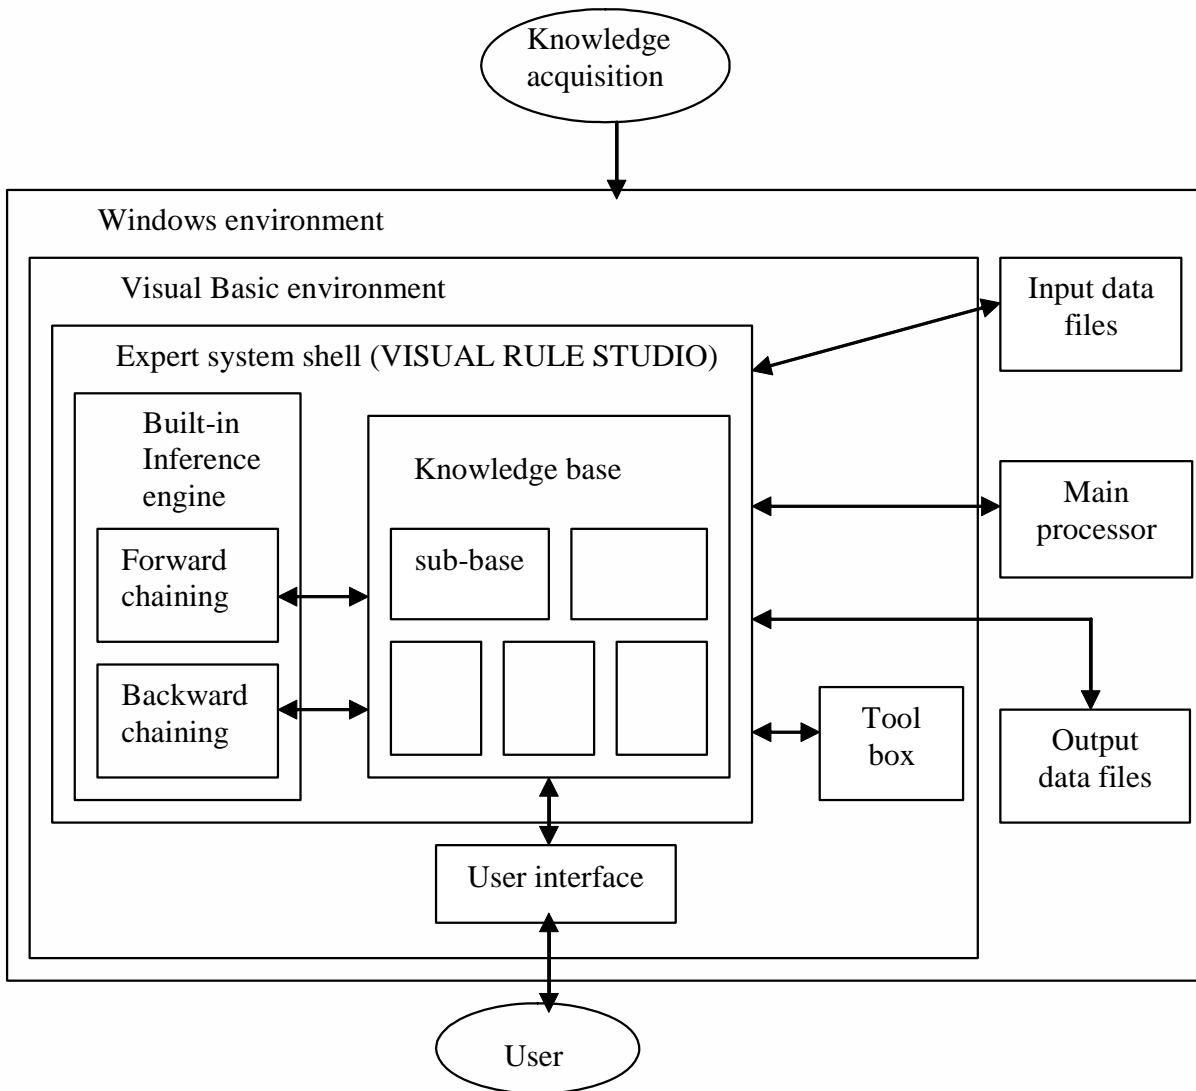 Knowledge
acquisition
Windows environment
Visual Basic environment
Input data
files
Expert system shell (VISUAL RULE STUDIO)
Built-in
Inference
engine
Knowledge base
Main
processor
Forward
chaining
sub-base
Backward
chaining
Tool
box
Output
data files
User interface
User